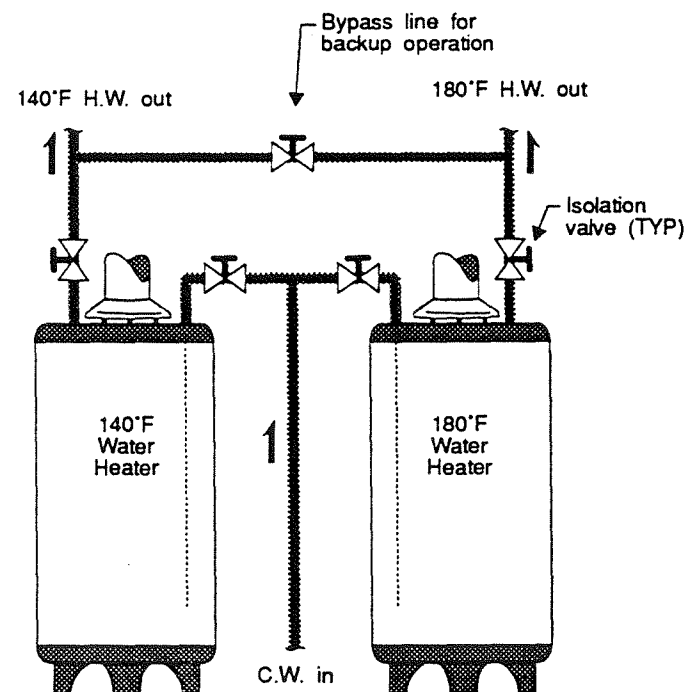 Bypass line for
backup operation
140°F H.W. out
180°F H.W. out
Isolation
valve (TYP)
140°F
Water
Heater
180°F
Water
Heater
C.W. in